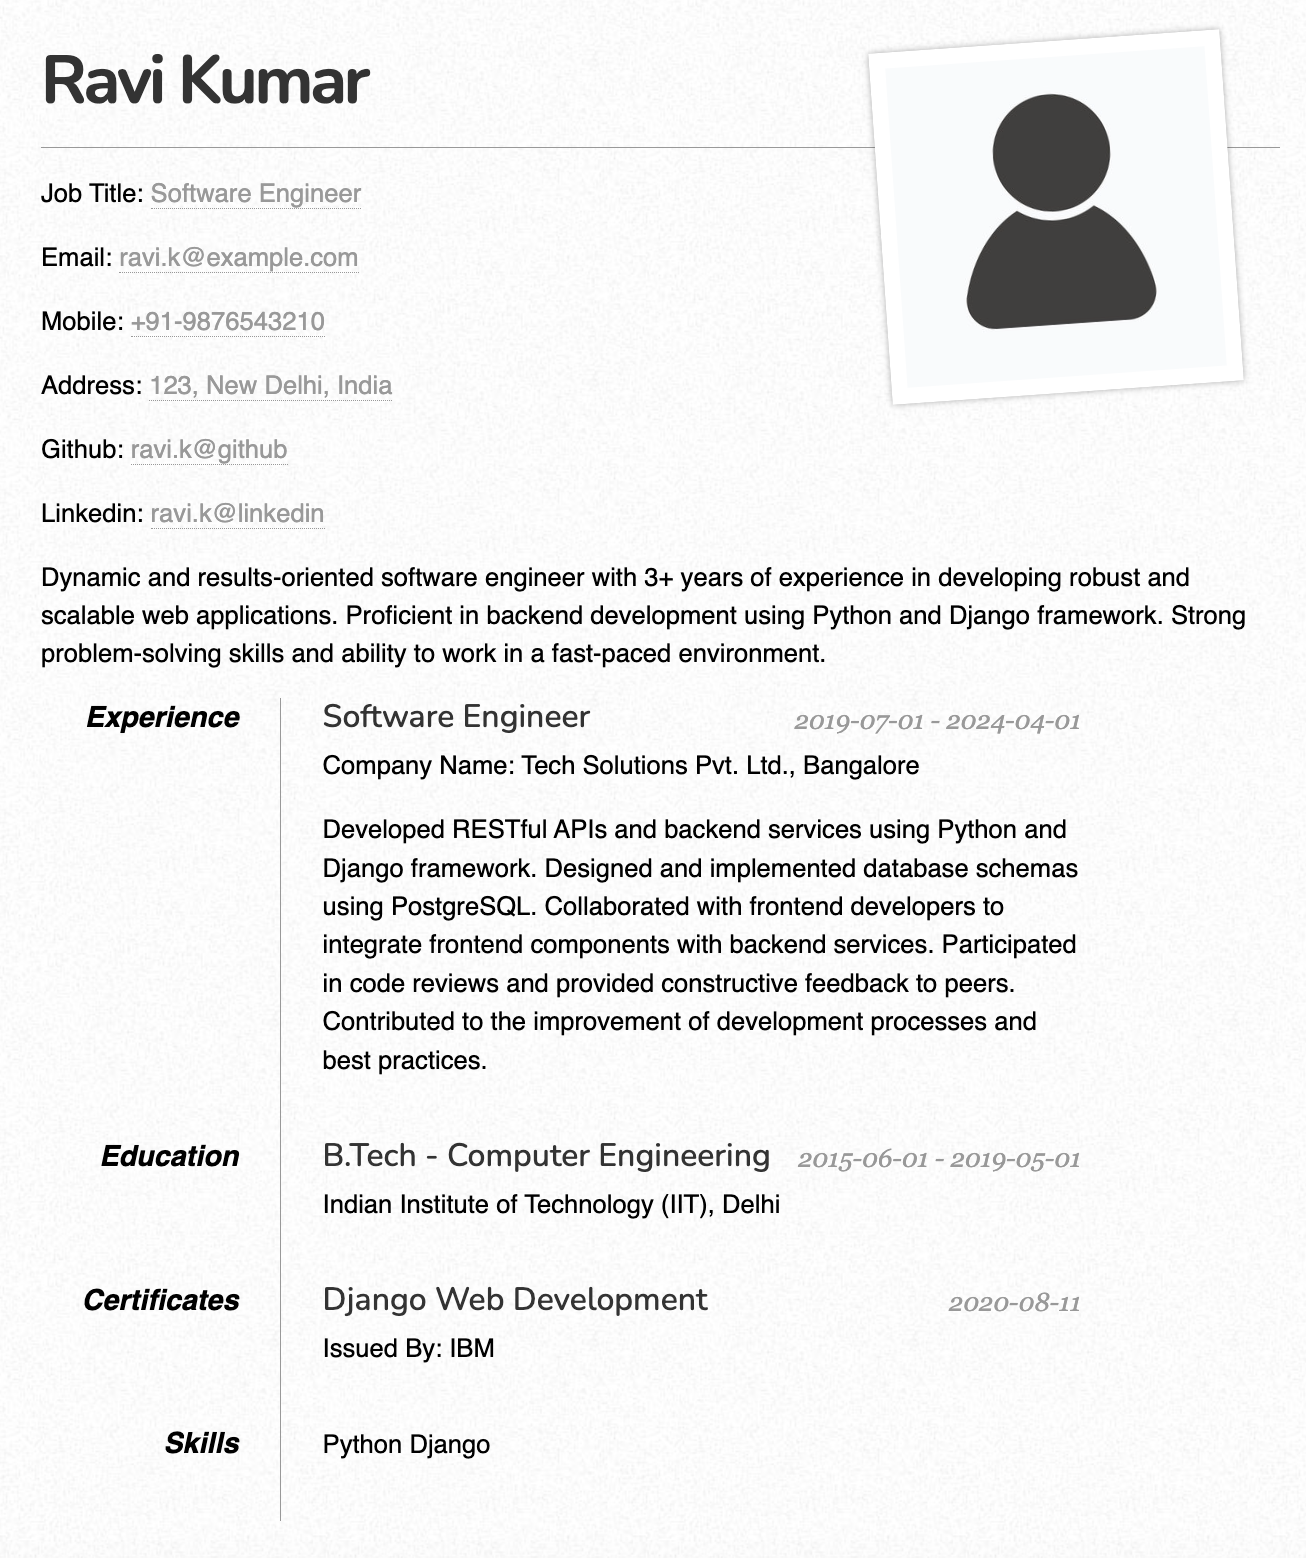 Ravi Kumar
Job Title: Software Engineer
Email: ravi.k@example.com
Mobile: +91-9876543210
Address: 123, New Delhi, India
Github: ravi.k@github
Linkedin: ravi.k@linkedin
Dynamic and results-oriented software engineer with 3+ years of experience in developing robust and
scalable web applications. Proficient in backend development using Python and Django framework. Strong
problem-solving skills and ability to work in a fast-paced environment.
Experience
Software Engineer 2019-07-01 - 2024-04-01
Company Name: Tech Solutions Pvt. Ltd., Bangalore
Developed RESTful APIs and backend services using Python and
Django framework. Designed and implemented database schemas
using PostgreSQL. Collaborated with frontend developers to
integrate frontend components with backend services. Participated
in code reviews and provided constructive feedback to peers.
Contributed to the improvement of development processes and
best practices.
Education
B.Tech - Computer Engineering 2015-06-01 - 2019-05-01
Indian Institute of Technology (IIT), Delhi
Certificates
Django Web Development 2020-08-11
Issued By: IBM
Skills
Python Django